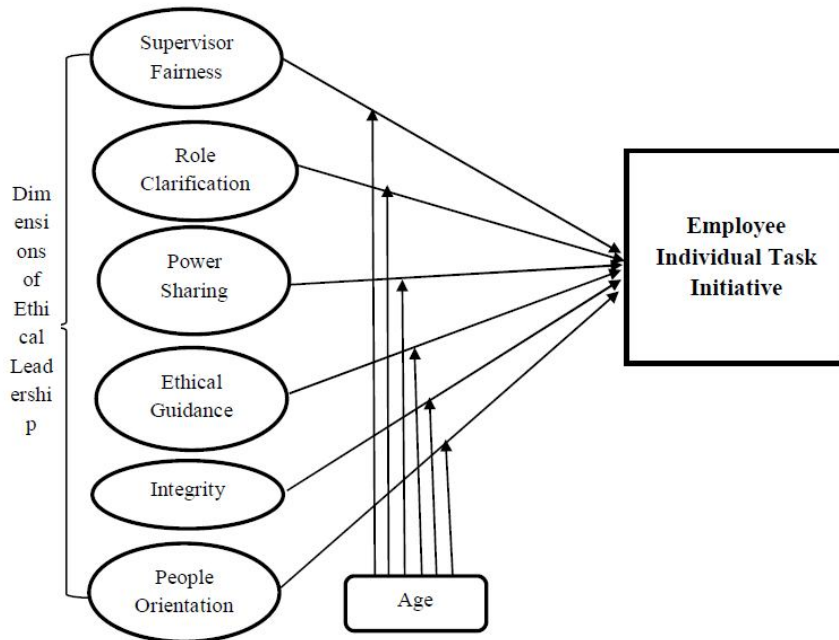 Supervisor
Fairness
Role
Clarification
Dim
ensi
ons
of
Ethi
cal
Lead
ershi
p
Power
Sharing
Ethical
Guidance
Integrity
People
Orientation
Age
Employee
Individual Task
Initiative